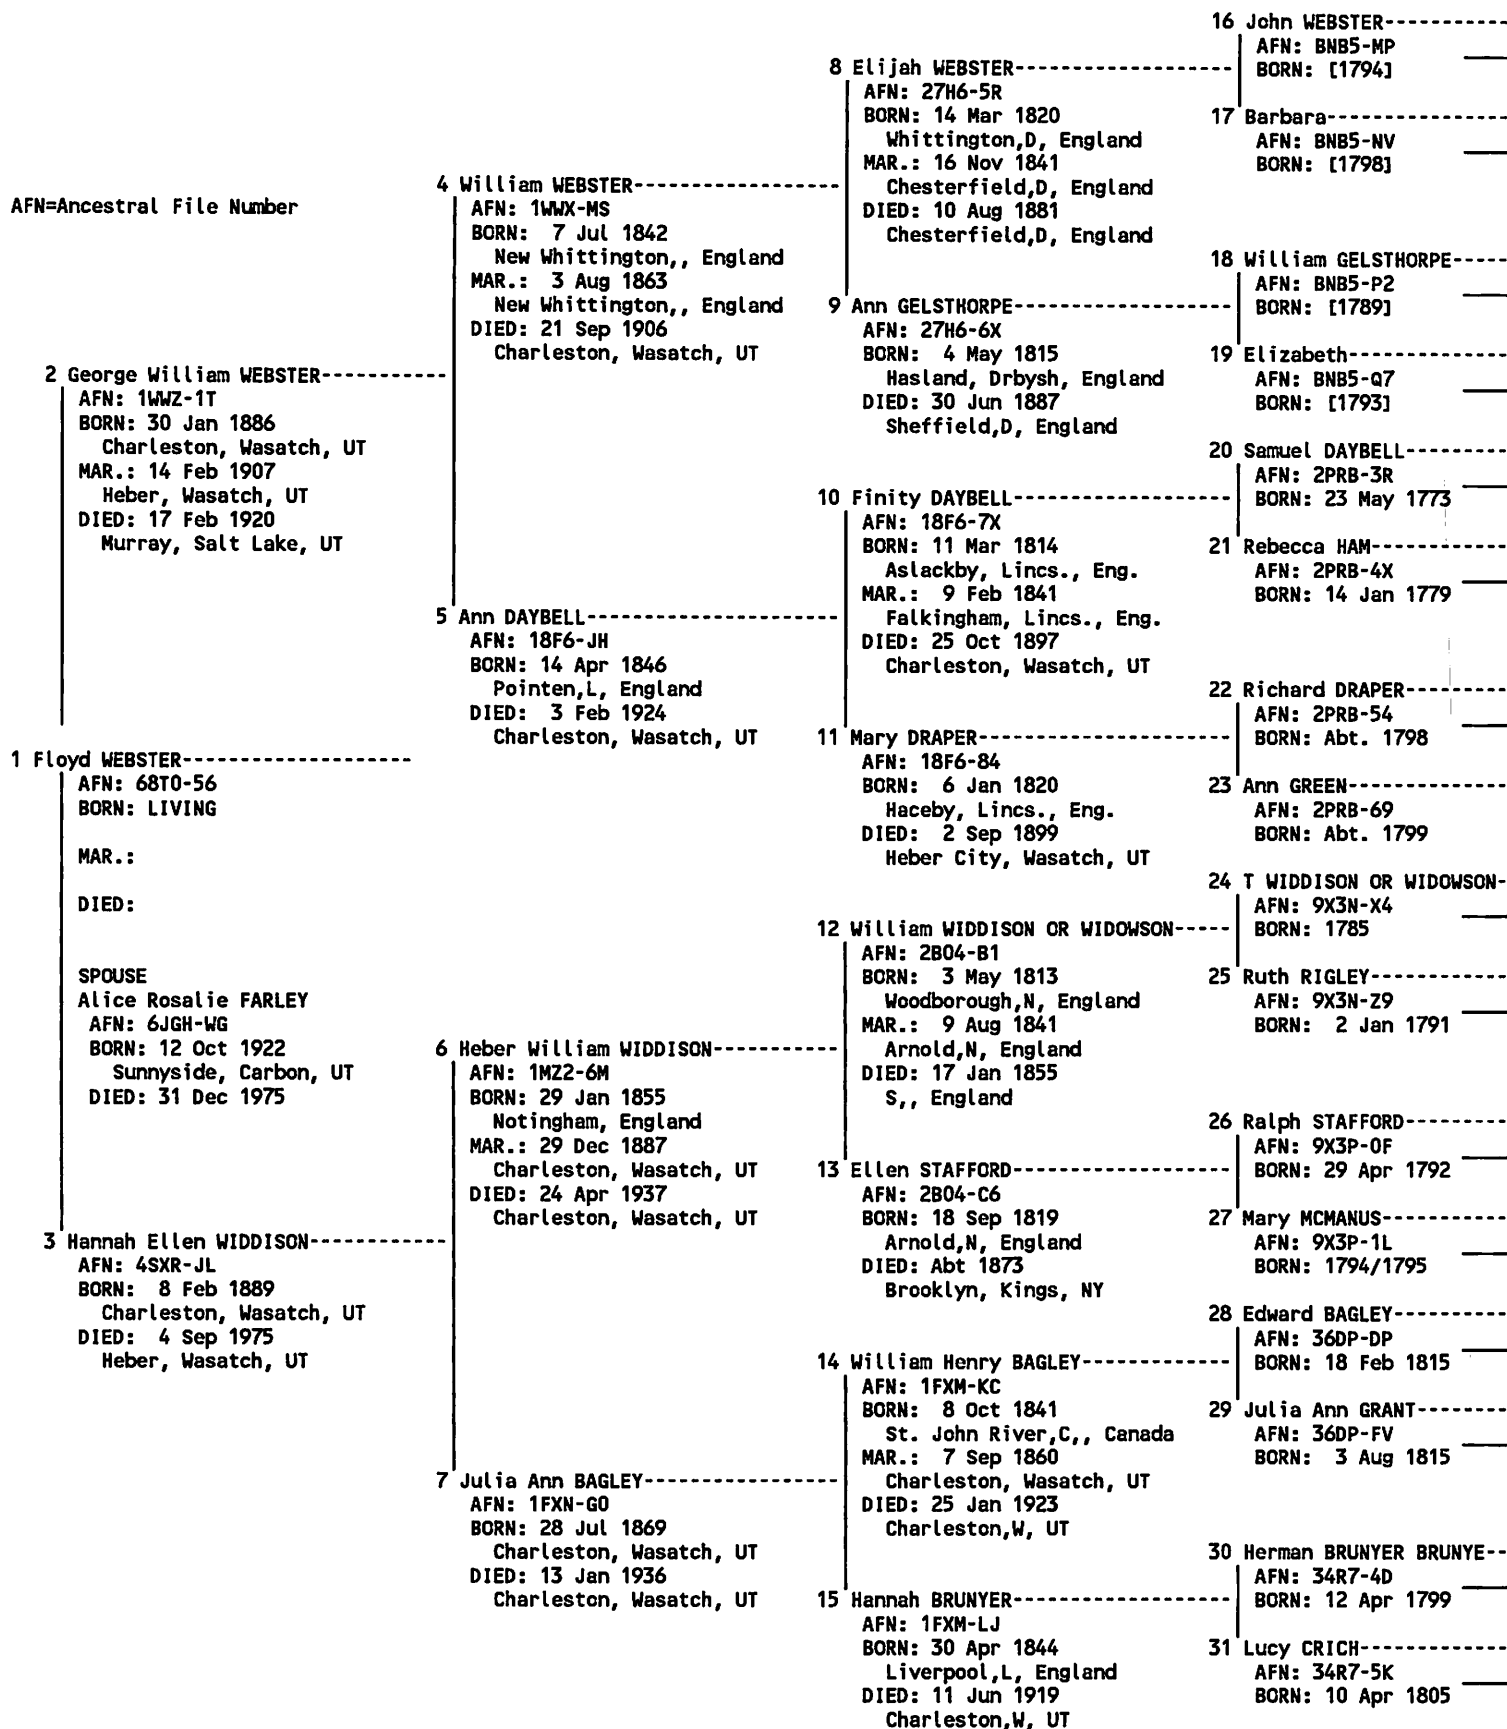 AFN=Ancestral File Number
1 Floyd WEBSTER-------------------
AFN: 68T0-56
BORN: LIVING
MAR.:
DIED:
SPOUSE
Alice Rosalie FARLEY
AFN: 6JGH-WG
BORN: 12 Oct 1922
Sunnyside, Carbon, UT
DIED: 31 Dec 1975
2 George William WEBSTER-----------
AFN: 1WWZ-1T
BORN: 30 Jan 1886
Charleston, Wasatch, UT
MAR.: 14 Feb 1907
Heber, Wasatch, UT
DIED: 17 Feb 1920
Murray, Salt Lake, UT
3 Hannah Ellen WIDDISON------------
AFN: 4SXR-JL
BORN: 8 Feb 1889
Charleston, Wasatch, UT
DIED: 4 Sep 1975
Heber, Wasatch, UT
4 William WEBSTER------------------
AFN: 1WWX-MS
BORN: 7 Jul 1842
New Whittington,, England
MAR.: 3 Aug 1863
New Whittington,, England
DIED: 21 Sep 1906
Charleston, Wasatch, UT
5 Ann DAYBELL----------------------
AFN: 18F6-JH
BORN: 14 Apr 1846
Pointen,L, England
DIED: 3 Feb 1924
Charleston, Wasatch, UT
6 Heber William WIDDISON-----------
AFN: 1MZ2-6M
BORN: 29 Jan 1855
Notingham, England
MAR.: 29 Dec 1887
Charleston, Wasatch, UT
DIED: 24 Apr 1937
Charleston, Wasatch, UT
7 Julia Ann BAGLEY-----------------
AFN: 1FXN-G0
BORN: 28 Jul 1869
Charleston, Wasatch, UT
DIED: 13 Jan 1936
Charleston, Wasatch, UT
8 Elijah WEBSTER-------------------
AFN: 27H6-5R
BORN: 14 Mar 1820
Whittington,D, England
MAR.: 16 Nov 1841
Chesterfield,D, England
DIED: 10 Aug 1881
Chesterfield,D, England
9 Ann GELSTHORPE-------------------
AFN: 27H6-6X
BORN: 4 May 1815
Hasland, Drbysh, England
DIED: 30 Jun 1887
Sheffield,D, England
10 Finity DAYBELL-------------------
AFN: 18F6-7X
BORN: 11 Mar 1814
Aslackby, Lincs., Eng.
MAR.: 9 Feb 1841
Falkingham, Lincs., Eng.
DIED: 25 Oct 1897
Charleston, Wasatch, UT
11 Mary DRAPER----------------------
AFN: 18F6-84
BORN: 6 Jan 1820
Haceby, Lincs., Eng.
DIED: 2 Sep 1899
Heber City, Wasatch, UT
12 William WIDDISON OR WIDOWSON-----
AFN: 2B04-B1
BORN: 3 May 1813
Woodborough,N, England
MAR.: 9 Aug 1841
Arnold,N, England
DIED: 17 Jan 1855
S,, England
13 Ellen STAFFORD-------------------
AFN: 2B04-C6
BORN: 18 Sep 1819
Arnold,N, England
DIED: Abt 1873
Brooklyn, Kings, NY
14 William Henry BAGLEY-------------
AFN: 1FXM-KC
BORN: 8 Oct 1841
St. John River,C,, Canada
MAR.: 7 Sep 1860
Charleston, Wasatch, UT
DIED: 25 Jan 1923
Charleston,W, UT
15 Hannah BRUNYER-------------------
AFN: 1FXM-LJ
BORN: 30 Apr 1844
Liverpool,L, England
DIED: 11 Jun 1919
Charleston,W, UT
16 John WEBSTER-----------
AFN: BNB5-MP
BORN: [1794]
17 Barbara----------------
AFN: BNB5-NV
BORN: [1798]
18 William GELSTHORPE-----
AFN: BNB5-P2
BORN: [1789]
19 Elizabeth--------------
AFN: BNB5-Q7
BORN: [1793]
20 Samuel DAYBELL---------
AFN: 2PRB-3R
BORN: 23 May 1773
21 Rebecca HAM------------
AFN: 2PRB-4X
BORN: 14 Jan 1779
22 Richard DRAPER---------
AFN: 2PRB-54
BORN: Abt. 1798
23 Ann GREEN--------------
AFN: 2PRB-69
BORN: Abt. 1799
24 T WIDDISON OR WIDOWSON-
AFN: 9X3N-X4
BORN: 1785
25 Ruth RIGLEY------------
AFN: 9X3N-Z9
BORN: 2 Jan 1791
26 Ralph STAFFORD---------
AFN: 9X3P-0F
BORN: 29 Apr 1792
27 Mary MCMANUS-----------
AFN: 9X3P-1L
BORN: 1794/1795
28 Edward BAGLEY----------
AFN: 36DP-DP
BORN: 18 Feb 1815
29 Julia Ann GRANT--------
AFN: 36DP-FV
BORN: 3 Aug 1815
30 Herman BRUNYER BRUNYE--
AFN: 34R7-4D
BORN: 12 Apr 1799
31 Lucy CRICH-------------
AFN: 34R7-5K
BORN: 10 Apr 1805